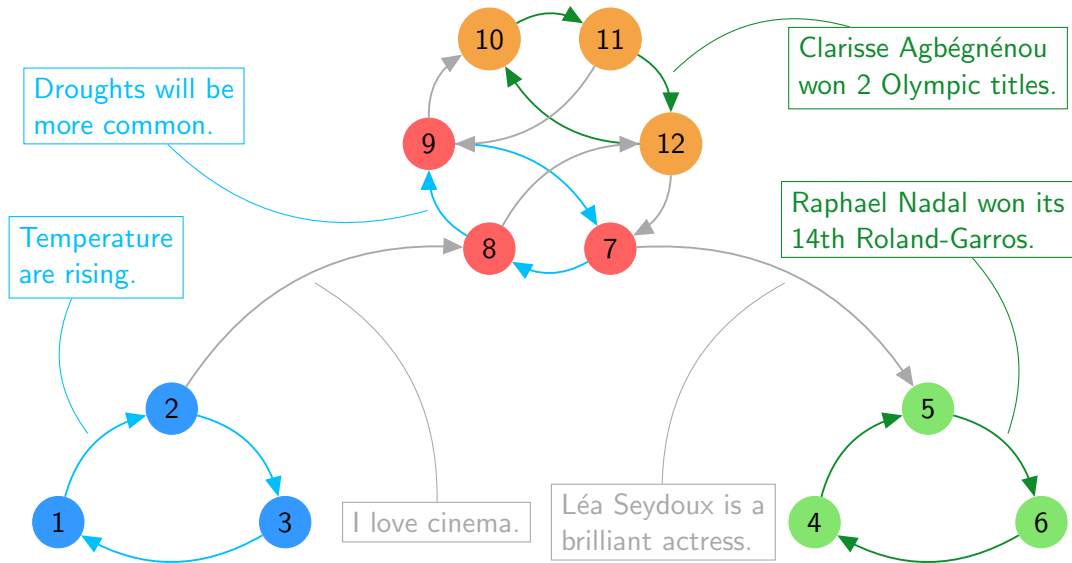 10
11
Clarisse Agbégnénou
won 2 Olympic titles.
Droughts will be
more common.
9
12
Raphael Nadal won its
14th Roland-Garros.
Temperature
are rising.
8
7
2
5
1
3
I love cinema.
Léa Seydoux is a
brilliant actress.
4
6